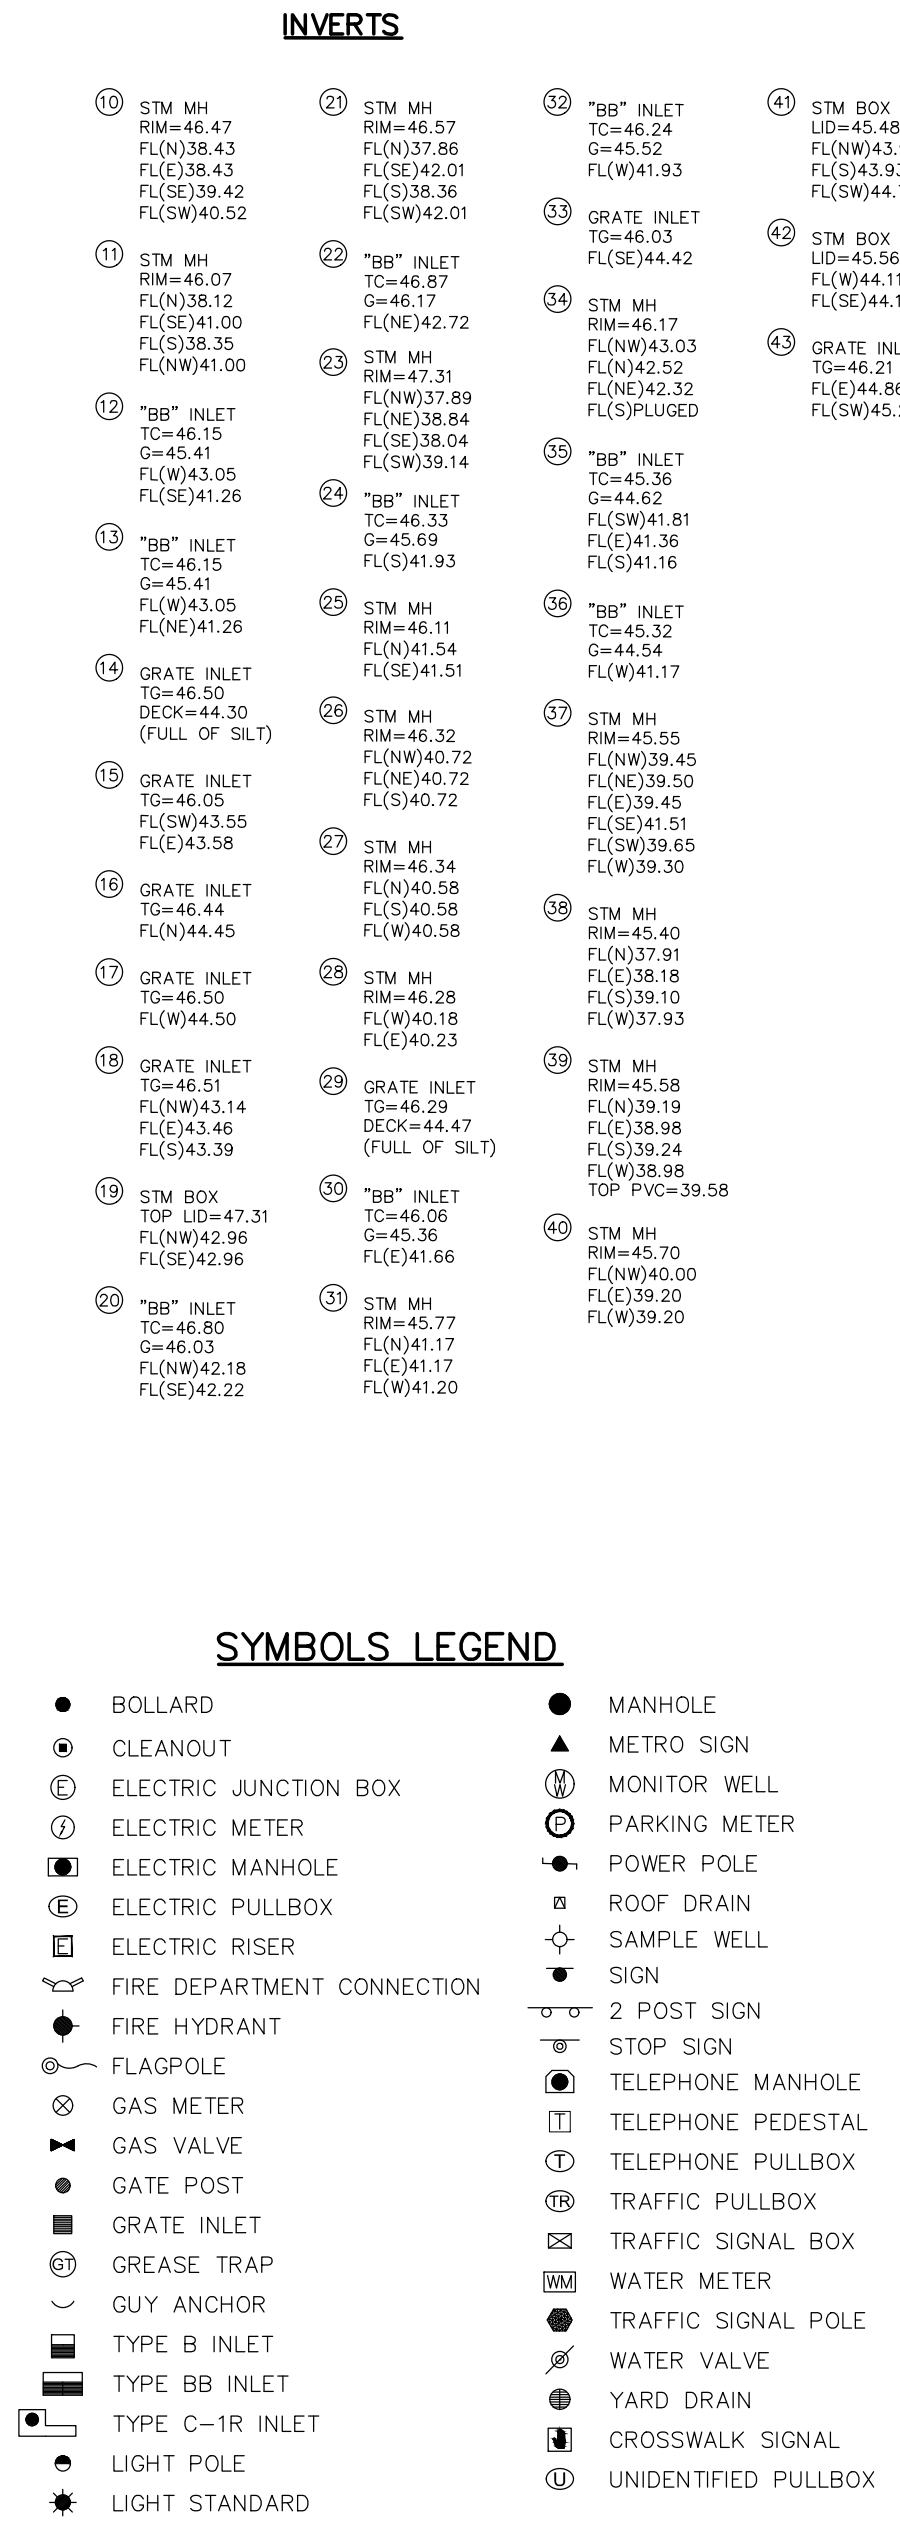 INVERTS
10 STM MH
RIM=46.47
FL(N)38.43
FL(E)38.43
FL(SE)39.42
FL(SW)40.52
11 STM MH
RIM=46.07
FL(N)38.12
FL(SE)41.00
FL(S)38.35
FL(NW)41.00
12 "BB" INLET
TC=46.15
G=45.41
FL(W)43.05
FL(SE)41.26
13 "BB" INLET
TC=46.15
G=45.41
FL(W)43.05
FL(NE)41.26
14 GRATE INLET
TG=46.50
DECK=44.30
(FULL OF SILT)
15 GRATE INLET
TG=46.05
FL(SW)43.55
FL(E)43.58
16 GRATE INLET
TG=46.44
FL(N)44.45
17 GRATE INLET
TG=46.50
FL(W)44.50
18 GRATE INLET
TG=46.51
FL(NW)43.14
FL(E)43.46
FL(S)43.39
19 STM BOX
TOP LID=47.31
FL(NW)42.96
FL(SE)42.96
20 "BB" INLET
TC=46.80
G=46.03
FL(NW)42.18
FL(SE)42.22
21 STM MH
RIM=46.57
FL(N)37.86
FL(SE)42.01
FL(S)38.36
FL(SW)42.01
22 "BB" INLET
TC=46.87
G=46.17
FL(NE)42.72
23 STM MH
RIM=47.31
FL(NW)37.89
FL(NE)38.84
FL(SE)38.04
FL(SW)39.14
24 "BB" INLET
TC=46.33
G=45.69
FL(S)41.93
25 STM MH
RIM=46.11
FL(N)41.54
FL(SE)41.51
26 STM MH
RIM=46.32
FL(NW)40.72
FL(NE)40.72
FL(S)40.72
27 STM MH
RIM=46.34
FL(N)40.58
FL(S)40.58
FL(W)40.58
28 STM MH
RIM=46.28
FL(W)40.18
FL(E)40.23
29 GRATE INLET
TG=46.29
DECK=44.47
(FULL OF SILT)
30 "BB" INLET
TC=46.06
G=45.36
FL(E)41.66
31 STM MH
RIM=45.77
FL(N)41.17
FL(E)41.17
FL(W)41.20
32 "BB" INLET
TC=46.24
G=45.52
FL(W)41.93
33 GRATE INLET
TG=46.03
FL(SE)44.42
34 STM MH
RIM=46.17
FL(NW)43.03
FL(N)42.52
FL(NE)42.32
FL(S)PLUGED
35 "BB" INLET
TC=45.36
G=44.62
FL(SW)41.81
FL(E)41.36
FL(S)41.16
36 "BB" INLET
TC=45.32
G=44.54
FL(W)41.17
37 STM MH
RIM=45.55
FL(NW)39.45
FL(NE)39.50
FL(E)39.45
FL(SE)41.51
FL(SW)39.65
FL(W)39.30
38 STM MH
RIM=45.40
FL(N)37.91
FL(E)38.18
FL(S)39.10
FL(W)37.93
39 STM MH
RIM=45.58
FL(N)39.19
FL(E)38.98
FL(S)39.24
FL(W)38.98
TOP PVC=39.58
40 STM MH
RIM=45.70
FL(NW)40.00
FL(E)39.20
FL(W)39.20
41 STM BOX
LID=45.48
FL(NW)43.
FL(S)43.93
FL(SW)44.
42 STM BOX
LID=45.56
FL(W)44.11
FL(SE)44.1
43 GRATE INL
TG=46.21
FL(E)44.86
FL(SW)45.
SYMBOLS LEGEND
BOLLARD
CLEANOUT
E ELECTRIC JUNCTION BOX
ELECTRIC METER
ELECTRIC MANHOLE
E ELECTRIC PULLBOX
E ELECTRIC RISER
FIRE DEPARTMENT CONNECTION
FIRE HYDRANT
FLAGPOLE
GAS METER
GAS VALVE
GATE POST
GRATE INLET
GT GREASE TRAP
GUY ANCHOR
TYPE B INLET
TYPE BB INLET
TYPE C-1R INLET
LIGHT POLE
LIGHT STANDARD
MANHOLE
METRO SIGN
MW MONITOR WELL
P PARKING METER
POWER POLE
ROOF DRAIN
SAMPLE WELL
SIGN
2 POST SIGN
STOP SIGN
TELEPHONE MANHOLE
T TELEPHONE PEDESTAL
T TELEPHONE PULLBOX
TR TRAFFIC PULLBOX
TRAFFIC SIGNAL BOX
WM WATER METER
TRAFFIC SIGNAL POLE
WATER VALVE
YARD DRAIN
CROSSWALK SIGNAL
U UNIDENTIFIED PULLBOX